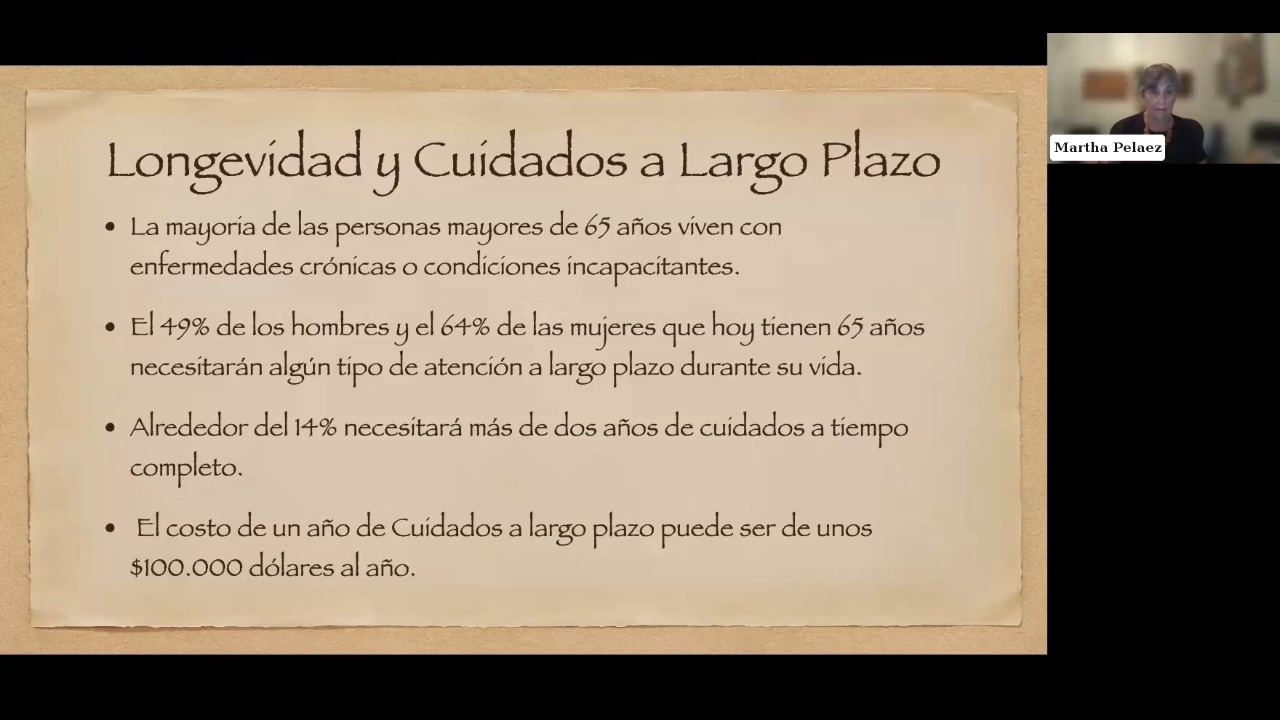 Longevidad y Cuidados a Largo Plazo
• La mayoría de las personas mayores de 65 años viven con
enfermedades crónicas o condiciones incapacitantes.
• El 49% de los hombres y el 64% de las mujeres que hoy tienen 65 años
necesitarán algún tipo de atención a largo plazo durante su vida.
• Alrededor del 14% necesitará más de dos años de cuidados a tiempo
completo.
• El costo de un año de Cuidados a largo plazo puede ser de unos
$100.000 dólares al año.
Martha Pelaez